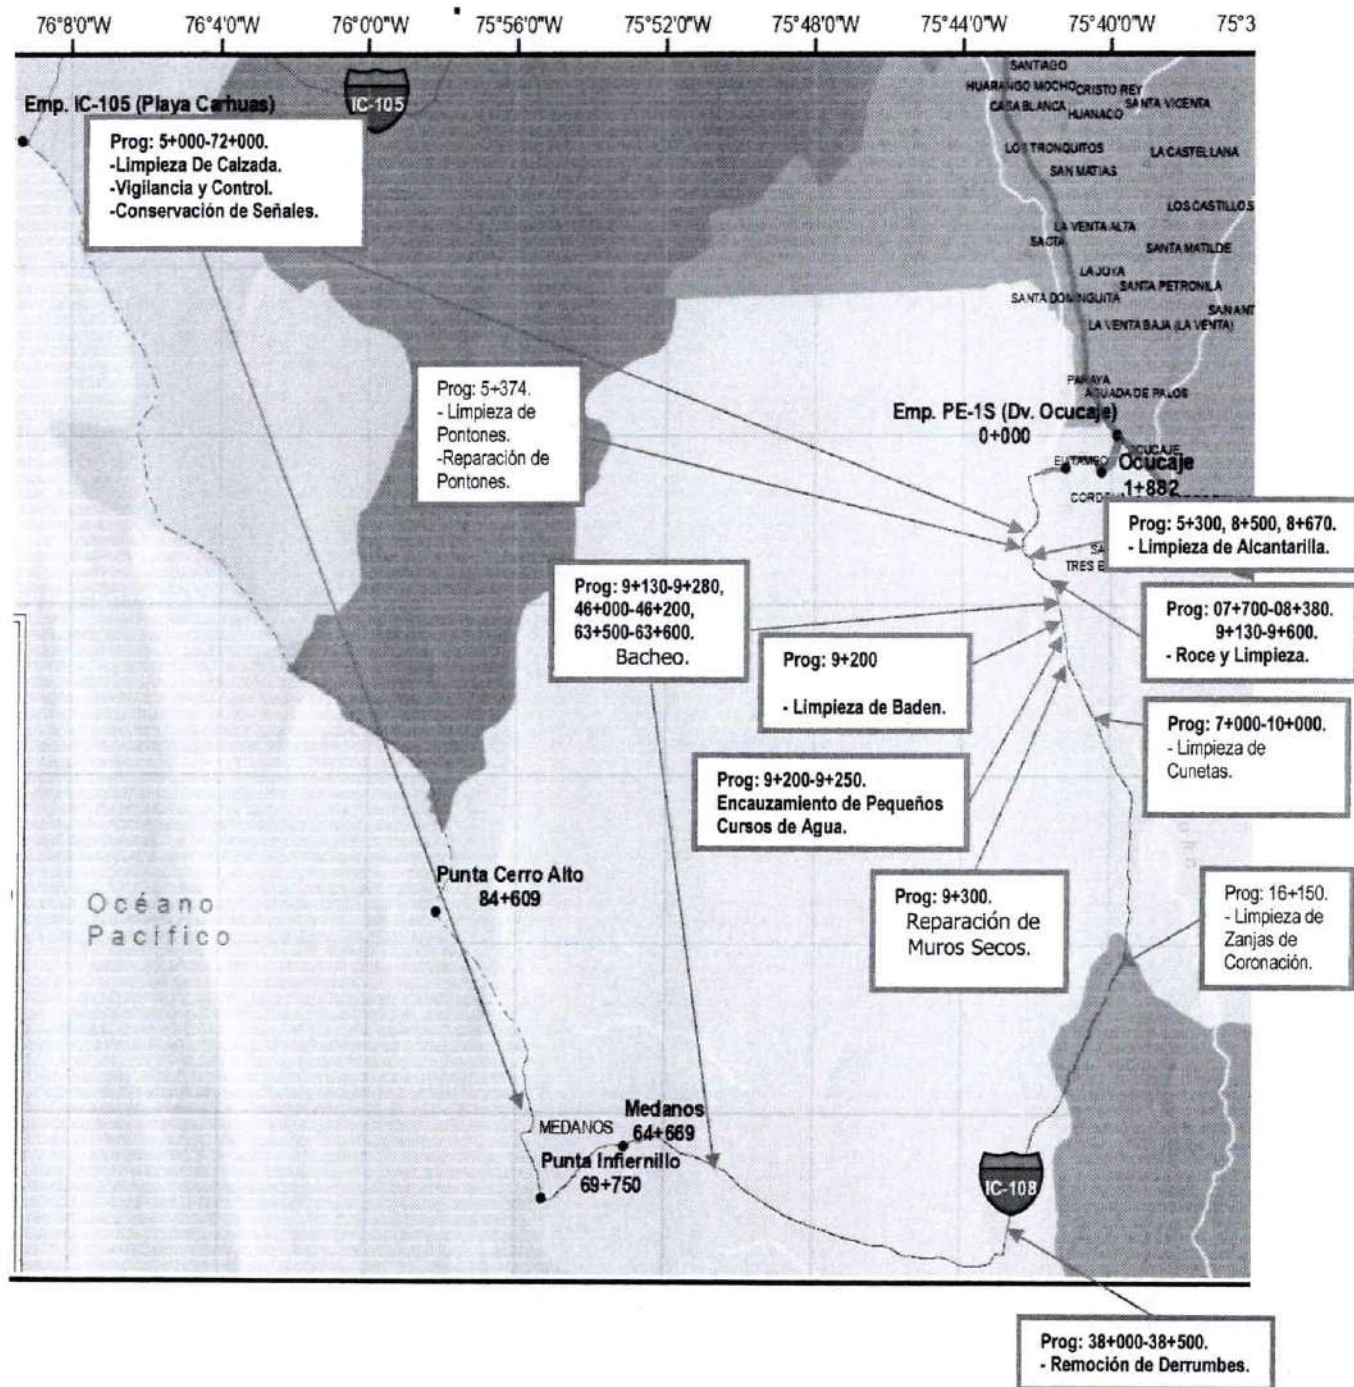 76°8'0"W
76°4'0"W
76°0'0"W
75°56'0"W
75°52'0"W
75°48'0"W
75°44'0"W
75°40'0"W
75°3
Emp. IC-105 (Playa Carhuas)
IC-105
Prog: 5+000-72+000.
-Limpieza De Calzada.
-Vigilancia y Control.
-Conservación de Señales.
SANTIAGO
HUARANGO MOCHO
CRISTO REY
CASA BLANCA
SANTA VICENTA
HUANACO
LOS TRONQUITOS
LA CASTELLANA
SAN MATIAS
LOS CASTILLOS
LA VENTA ALTA
SACTA
SANTA MATILDE
LA JOYA
SANTA PETRONILA
SANTA DOMINGUITA
SAN ANT
LA VENTA BAJA (LA VENTA)
PARAYA
AGUADA DE PALOS
Prog: 5+374.
- Limpieza de
Pontones.
-Reparación de
Pontones.
Emp. PE-1S (Dv. Ocucaje)
0+000
OCUCAJE
EL TAMBO
Ocucaje
1+882
Prog: 5+300, 8+500, 8+670.
- Limpieza de Alcantarilla.
TRES E
Prog: 9+130-9+280,
46+000-46+200,
63+500-63+600.
Bacheo.
Prog: 07+700-08+380.
9+130-9+600.
- Roce y Limpieza.
Prog: 9+200
- Limpieza de Baden.
Prog: 7+000-10+000.
- Limpieza de
Cunetas.
Prog: 9+200-9+250.
Encauzamiento de Pequeños
Cursos de Agua.
Punta Cerro Alto
84+609
Océano
Pacífico
Prog: 9+300.
Reparación de
Muros Secos.
Prog: 16+150.
- Limpieza de
Zanjas de
Coronación.
Medanos
64+669
MEDANOS
Punta Infiernillo
69+750
IC-108
Prog: 38+000-38+500.
- Remoción de Derrumbes.